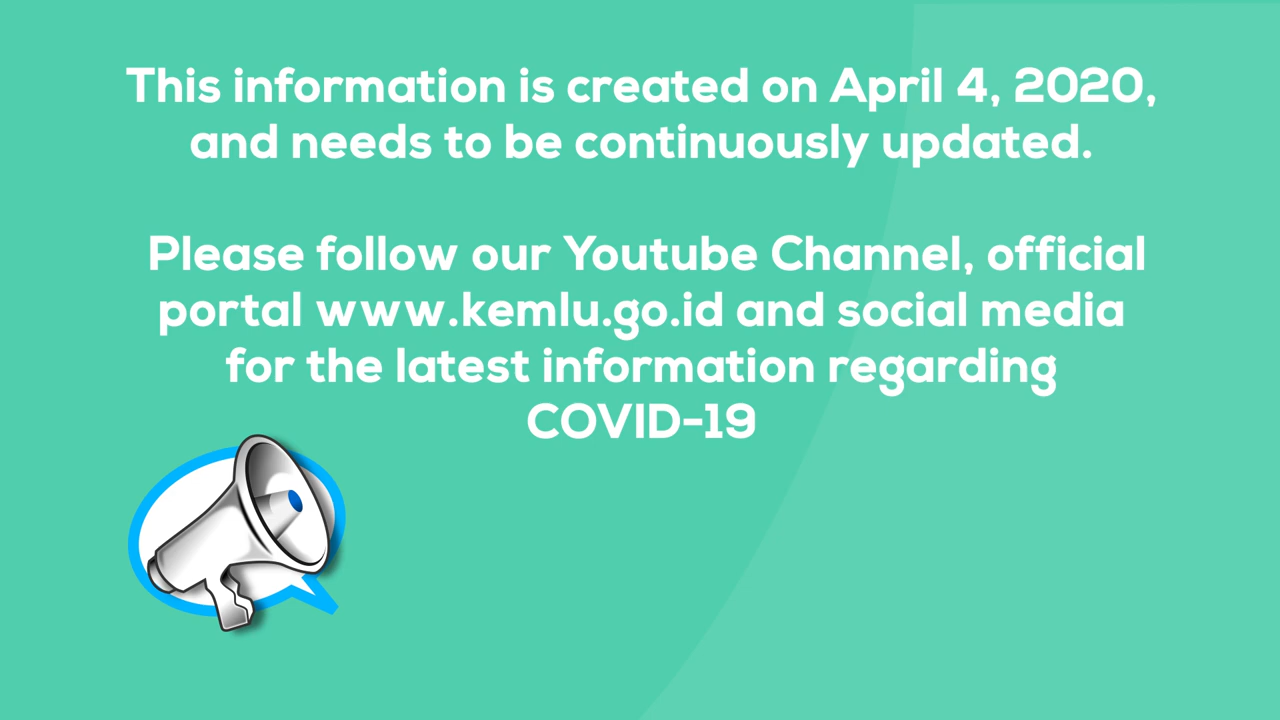 This information is created on April 4, 2020,
and needs to be continuously updated.
Please follow our Youtube Channel, official
portal www.kemlu.go.id and social media
for the latest information regarding
COVID-19